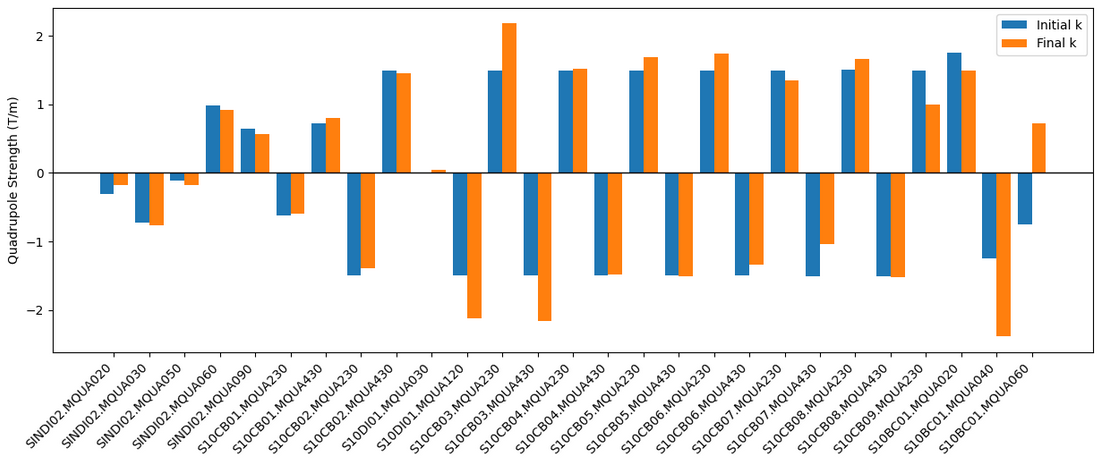 Initial k
Final k
Quadrupole Strength (T/m)
2
1
0
−1
−2
SINDI02.MQUA020
SINDI02.MQUA030
SINDI02.MQUA050
SINDI02.MQUA060
SINDI02.MQUA090
S10CB01.MQUA230
S10CB01.MQUA430
S10CB02.MQUA230
S10CB02.MQUA430
S10DI01.MQUA030
S10DI01.MQUA120
S10CB03.MQUA230
S10CB03.MQUA430
S10CB04.MQUA230
S10CB04.MQUA430
S10CB05.MQUA230
S10CB05.MQUA430
S10CB06.MQUA230
S10CB06.MQUA430
S10CB07.MQUA230
S10CB07.MQUA430
S10CB08.MQUA230
S10CB08.MQUA430
S10CB09.MQUA230
S10BC01.MQUA020
S10BC01.MQUA040
S10BC01.MQUA060